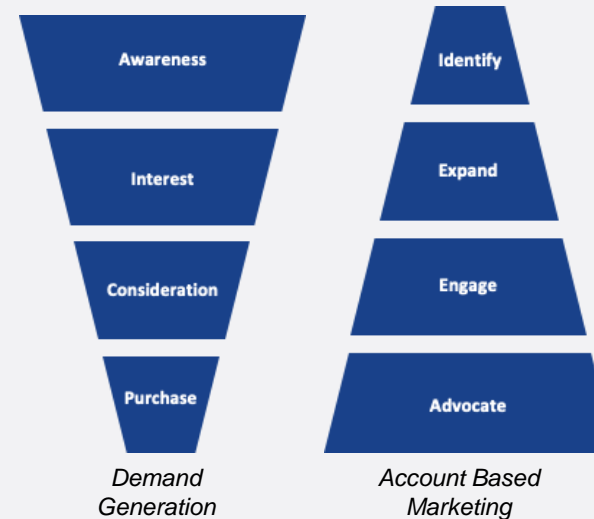 Awareness
Interest
Consideration
Purchase
Demand
Generation
Identify
Expand
Engage
Advocate
Account Based
Marketing